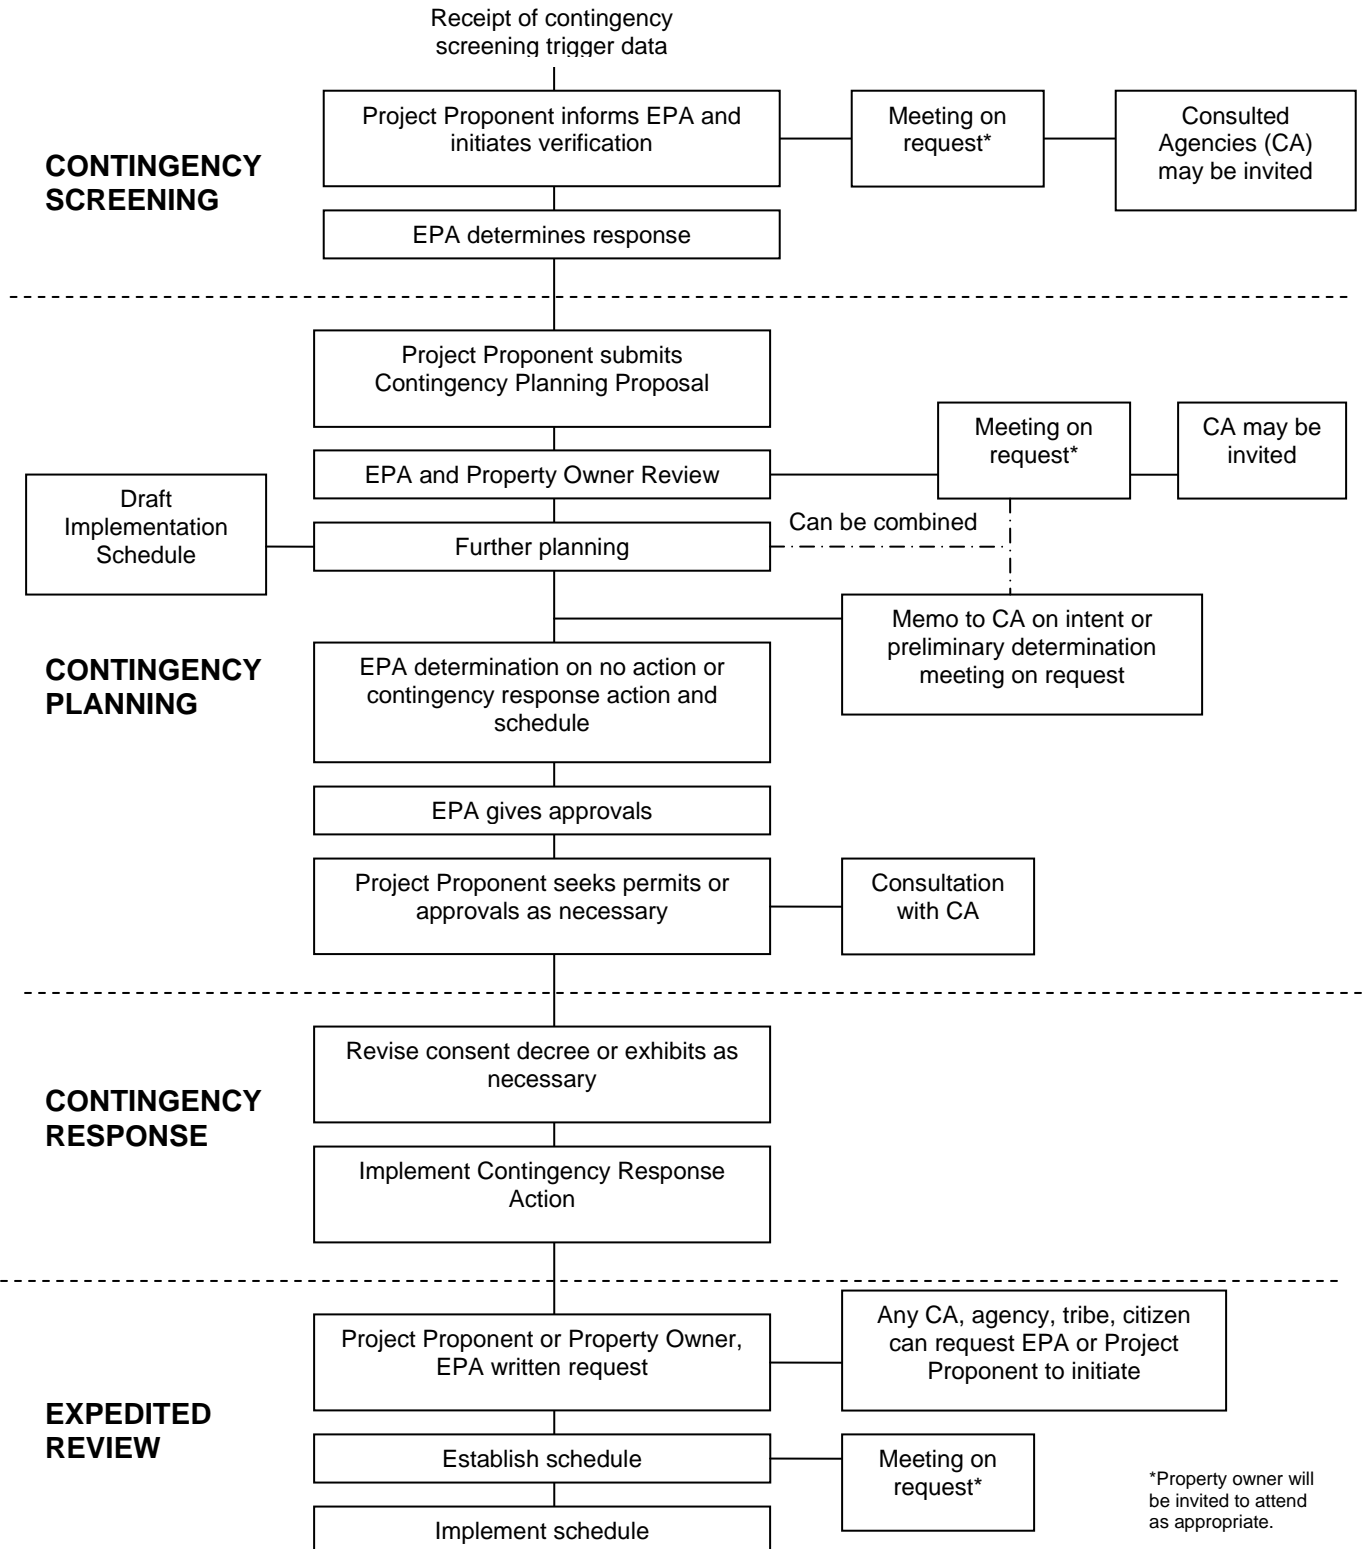 Receipt of contingency
screening trigger data
CONTINGENCY
SCREENING
Project Proponent informs EPA and
initiates verification
Meeting on
request*
Consulted
Agencies (CA)
may be invited
EPA determines response
Project Proponent submits
Contingency Planning Proposal
Meeting on
request*
CA may be
invited
EPA and Property Owner Review
Draft
Implementation
Schedule
Further planning
Can be combined
Memo to CA on intent or
preliminary determination
meeting on request
CONTINGENCY
PLANNING
EPA determination on no action or
contingency response action and
schedule
EPA gives approvals
Project Proponent seeks permits or
approvals as necessary
Consultation
with CA
Revise consent decree or exhibits as
necessary
CONTINGENCY
RESPONSE
Implement Contingency Response
Action
Project Proponent or Property Owner,
EPA written request
Any CA, agency, tribe, citizen
can request EPA or Project
Proponent to initiate
EXPEDITED
REVIEW
Establish schedule
Meeting on
request*
Implement schedule
*Property owner will
be invited to attend
as appropriate.